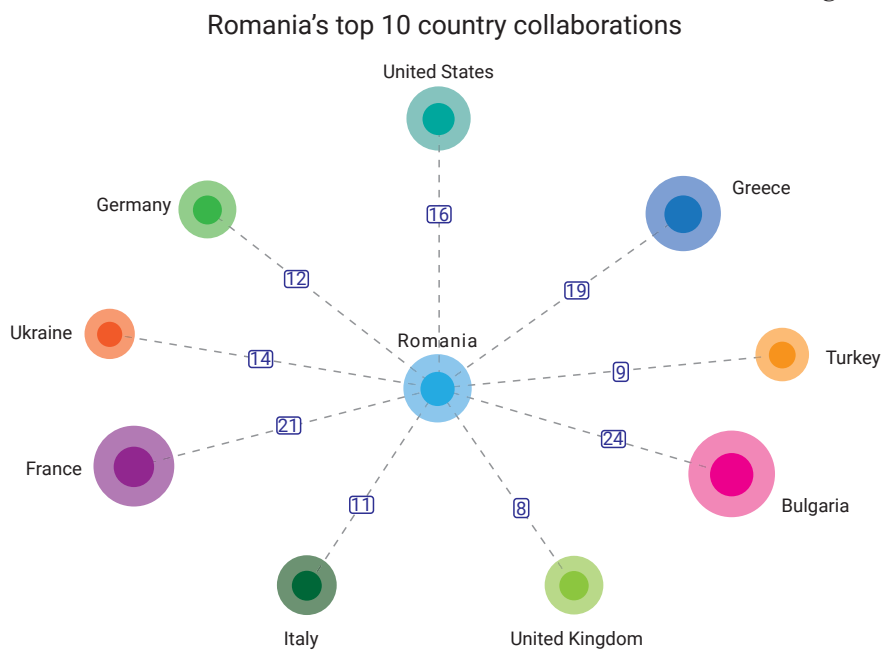 Romania's top 10 country collaborations
United States
Greece
Germany
16
12
19
Ukraine
Romania
14
9
Turkey
21
24
France
11
8
Bulgaria
Italy
United Kingdom